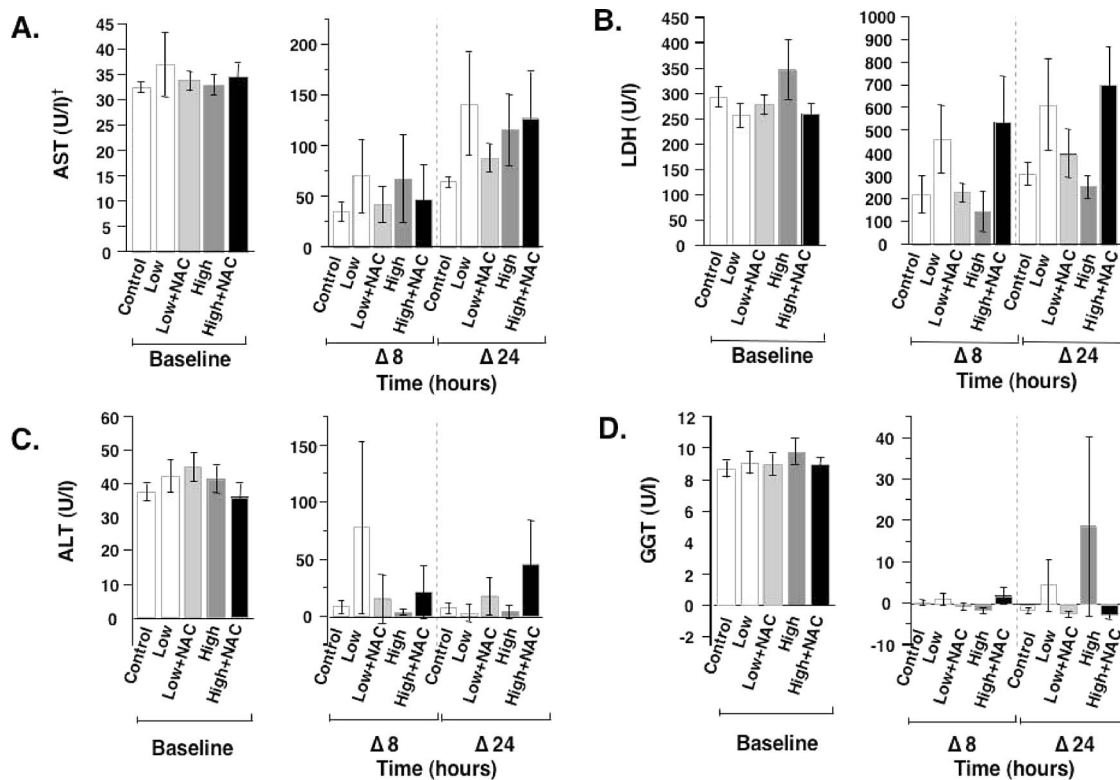 A.
AST (U/l)†
45
40
35
30
25
20
15
10
5
0
Control
Low
Low+NAC
High
High+NAC
Baseline
225
175
125
100
50
0
Control
Low
Low+NAC
High
High+NAC
Control
Low
Low+NAC
High
High+NAC
Δ 8
Δ 24
Time (hours)
B.
LDH (U/l)
450
400
350
300
250
200
150
100
50
0
Control
Low
Low+NAC
High
High+NAC
Baseline
1000
900
800
700
600
500
400
300
200
100
0
Control
Low
Low+NAC
High
High+NAC
Control
Low
Low+NAC
High
High+NAC
Δ 8
Δ 24
Time (hours)
C.
ALT (U/l)
60
50
40
30
20
10
0
Control
Low
Low+NAC
High
High+NAC
Baseline
175
150
100
50
0
Control
Low
Low+NAC
High
High+NAC
Control
Low
Low+NAC
High
High+NAC
Δ 8
Δ 24
Time (hours)
D.
GGT (U/l)
12
10
8
6
4
2
0
-2
Control
Low
Low+NAC
High
High+NAC
Baseline
45
40
30
20
10
0
-10
Control
Low
Low+NAC
High
High+NAC
Control
Low
Low+NAC
High
High+NAC
Δ 8
Δ 24
Time (hours)